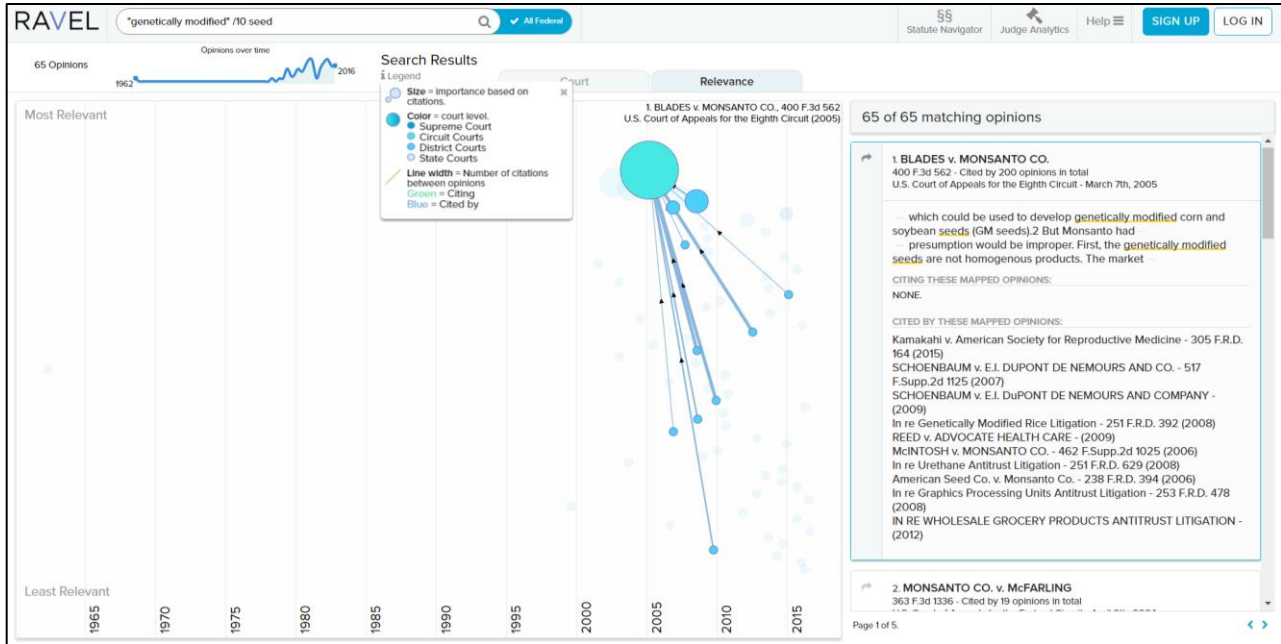 RAVEL
"genetically modified" /10 seed
All Federal
§§
Statute Navigator
Judge Analytics
Help
SIGN UP
LOG IN
65 Opinions
Opinions over time
1962
2016
Search Results
i Legend
Court
Relevance
Size = Importance based on
citations.
Color = court level.
Supreme Court
Circuit Courts
District Courts
State Courts
Line width = Number of citations
between opinions
Green = Citing
Blue = Cited by
Most Relevant
1. BLADES v. MONSANTO CO., 400 F.3d 562
U.S. Court of Appeals for the Eighth Circuit (2005)
Least Relevant
1965
1970
1975
1980
1985
1990
1995
2000
2005
2010
2015
65 of 65 matching opinions
1. BLADES v. MONSANTO CO.
400 F.3d 562 - Cited by 200 opinions in total
U.S. Court of Appeals for the Eighth Circuit - March 7th, 2005
which could be used to develop genetically modified corn and
soybean seeds (GM seeds).2 But Monsanto had
presumption would be improper. First, the genetically modified
seeds are not homogenous products. The market
CITING THESE MAPPED OPINIONS:
NONE.
CITED BY THESE MAPPED OPINIONS:
Kamakahi v. American Society for Reproductive Medicine - 305 F.R.D.
164 (2015)
SCHOENBAUM v. E.I. DUPONT DE NEMOURS AND CO. - 517
F.Supp.2d 1125 (2007)
SCHOENBAUM v. E.I. DuPONT DE NEMOURS AND COMPANY -
(2009)
In re Genetically Modified Rice Litigation - 251 F.R.D. 392 (2008)
REED v. ADVOCATE HEALTH CARE - (2009)
McINTOSH v. MONSANTO CO. - 462 F.Supp.2d 1025 (2006)
In re Urethane Antitrust Litigation - 251 F.R.D. 629 (2008)
American Seed Co. v. Monsanto Co. - 238 F.R.D. 394 (2006)
In re Graphics Processing Units Antitrust Litigation - 253 F.R.D. 478
(2008)
IN RE WHOLESALE GROCERY PRODUCTS ANTITRUST LITIGATION -
(2012)
2. MONSANTO CO. v. McFARLING
363 F.3d 1336 - Cited by 19 opinions in total
Page 1 of 5.